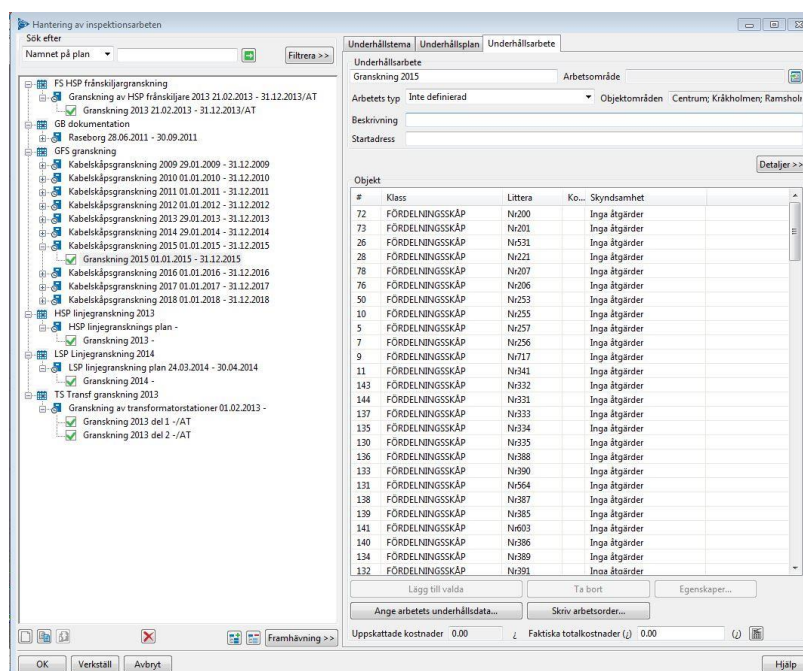 Hantering av inspektionsarbeten
Sök efter
Namnet på plan
Filtrera >>
FS HSP frånskiljargranskning
Granskning av HSP frånskiljare 2013 21.02.2013 - 31.12.2013/AT
Granskning 2013 21.02.2013 - 31.12.2013/AT
GB dokumentation
Raseborg 28.06.2011 - 30.09.2011
GFS granskning
Kabelskåpsgranskning 2009 29.01.2009 - 31.12.2009
Kabelskåpsgranskning 2010 01.01.2010 - 31.12.2010
Kabelskåpsgranskning 2011 01.01.2011 - 31.12.2011
Kabelskåpsgranskning 2012 01.01.2012 - 31.12.2012
Kabelskåpsgranskning 2013 29.01.2013 - 31.12.2013
Kabelskåpsgranskning 2014 29.01.2014 - 31.12.2014
Kabelskåpsgranskning 2015 01.01.2015 - 31.12.2015
Granskning 2015 01.01.2015 - 31.12.2015
Kabelskåpsgranskning 2016 01.01.2016 - 31.12.2016
Kabelskåpsgranskning 2017 01.01.2017 - 31.12.2017
Kabelskåpsgranskning 2018 01.01.2018 - 31.12.2018
HSP linjegranskning 2013
HSP linjegransknings plan -
Granskning 2013 -
LSP Linjegranskning 2014
LSP linjegranskning plan 24.03.2014 - 30.04.2014
Granskning 2014 -
TS Transf granskning 2013
Granskning av transformatorstationer 01.02.2013 -
Granskning 2013 del 1 -/AT
Granskning 2013 del 2 -/AT
Framhävning >>
OK Verkställ Avbryt
Underhållstema Underhållsplan Underhållsarbete
Underhållsarbete
Granskning 2015 Arbetsområde
Arbetets typ Inte definierad Objektområden Centrum; Kråkholmen; Ramsholm
Beskrivning
Startadress
Detaljer >>
Objekt
# Klass Littera Ko... Skyndsamhet
72 FÖRDELNINGSSKÅP Nr200 Inga åtgärder
73 FÖRDELNINGSSKÅP Nr201 Inga åtgärder
26 FÖRDELNINGSSKÅP Nr531 Inga åtgärder
28 FÖRDELNINGSSKÅP Nr221 Inga åtgärder
78 FÖRDELNINGSSKÅP Nr207 Inga åtgärder
76 FÖRDELNINGSSKÅP Nr206 Inga åtgärder
50 FÖRDELNINGSSKÅP Nr253 Inga åtgärder
10 FÖRDELNINGSSKÅP Nr255 Inga åtgärder
5 FÖRDELNINGSSKÅP Nr257 Inga åtgärder
7 FÖRDELNINGSSKÅP Nr256 Inga åtgärder
9 FÖRDELNINGSSKÅP Nr717 Inga åtgärder
11 FÖRDELNINGSSKÅP Nr341 Inga åtgärder
143 FÖRDELNINGSSKÅP Nr332 Inga åtgärder
144 FÖRDELNINGSSKÅP Nr331 Inga åtgärder
137 FÖRDELNINGSSKÅP Nr333 Inga åtgärder
135 FÖRDELNINGSSKÅP Nr334 Inga åtgärder
130 FÖRDELNINGSSKÅP Nr335 Inga åtgärder
136 FÖRDELNINGSSKÅP Nr388 Inga åtgärder
133 FÖRDELNINGSSKÅP Nr390 Inga åtgärder
131 FÖRDELNINGSSKÅP Nr564 Inga åtgärder
138 FÖRDELNINGSSKÅP Nr387 Inga åtgärder
139 FÖRDELNINGSSKÅP Nr385 Inga åtgärder
141 FÖRDELNINGSSKÅP Nr603 Inga åtgärder
140 FÖRDELNINGSSKÅP Nr386 Inga åtgärder
134 FÖRDELNINGSSKÅP Nr389 Inga åtgärder
132 FÖRDELNINGSSKÅP Nr391 Inga åtgärder
Lägg till valda Ta bort Egenskaper...
Ange arbetets underhållsdata... Skriv arbetsorder...
Uppskattade kostnader 0.00 ¿ Faktiska totalkostnader (¿) 0.00 (¿)
Hjälp